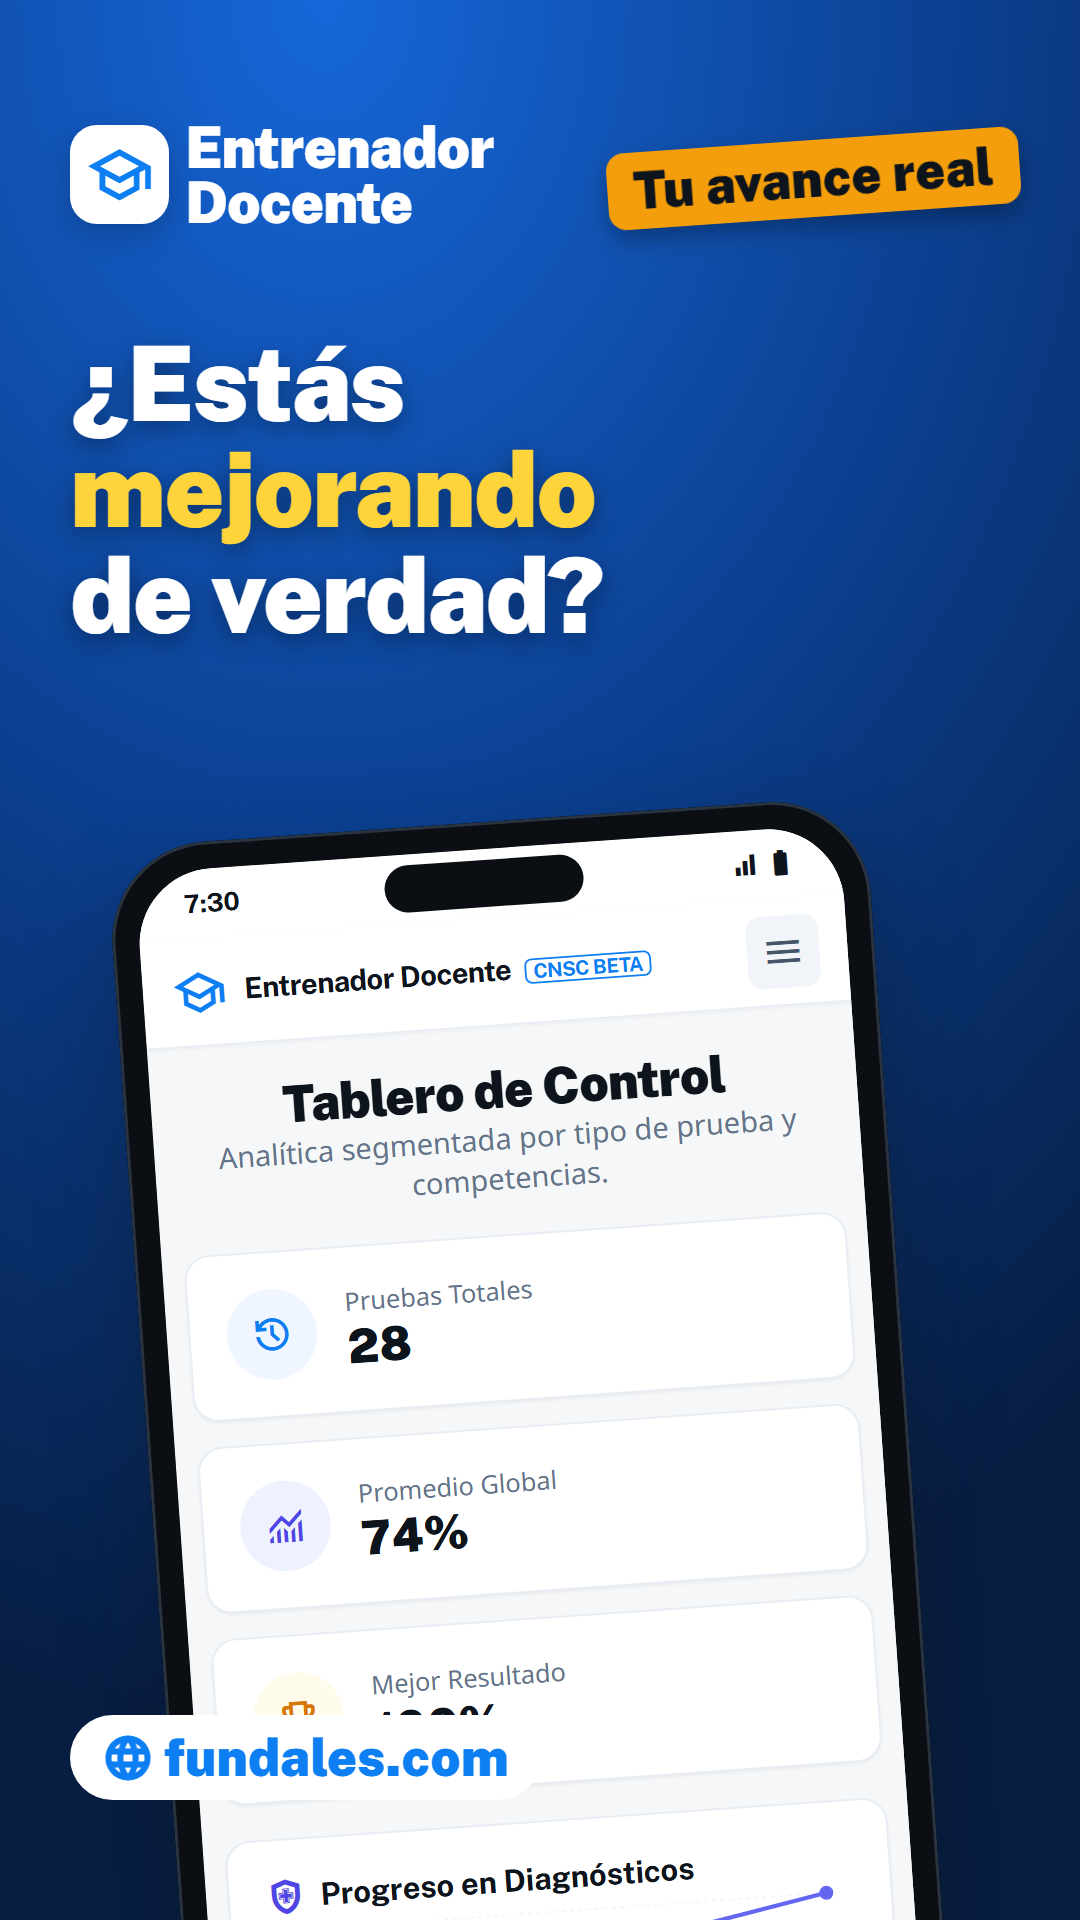 Entrenador
Docente
Tu avance real
¿Estás
mejorando
de verdad?
7:30
Entrenador Docente CNSC BETA
Tablero de Control
Analítica segmentada por tipo de prueba y
competencias.
Pruebas Totales
28
Promedio Global
74%
Mejor Resultado
fundales.com
Progreso en Diagnósticos